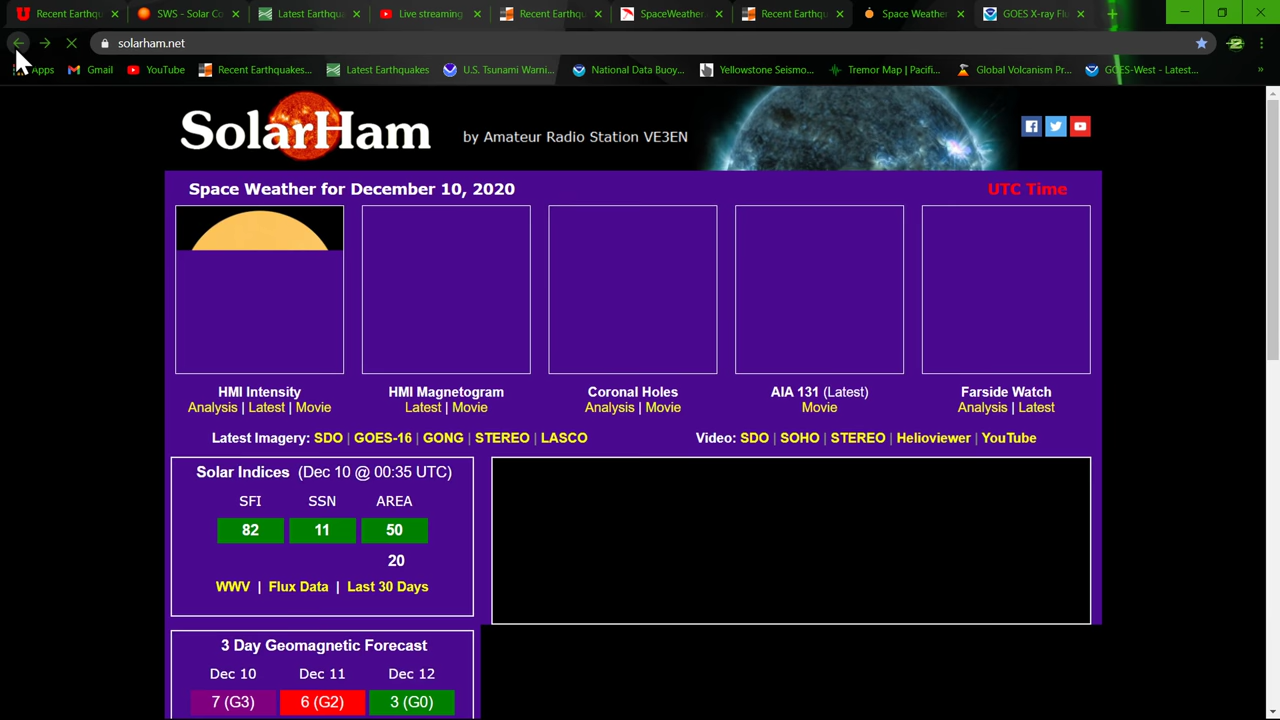 Recent Earthqu
SWS - Solar Co
Latest Earthqu
Live streaming
Recent Earthqu
SpaceWeather.
Recent Earthqu
Space Weather
GOES X-ray Flu
solarham.net
Apps
Gmail
YouTube
Recent Earthquakes...
Latest Earthquakes
U.S. Tsunami Warni...
National Data Buoy...
Yellowstone Seismo...
Tremor Map | Pacifi...
Global Volcanism Pr...
GOES-West - Latest...
»
SolarHam
by Amateur Radio Station VE3EN
Space Weather for December 10, 2020
UTC Time
HMI Intensity
Analysis | Latest | Movie
HMI Magnetogram
Latest | Movie
Coronal Holes
Analysis | Movie
AIA 131 (Latest)
Movie
Farside Watch
Analysis | Latest
Latest Imagery: SDO | GOES-16 | GONG | STEREO | LASCO
Video: SDO | SOHO | STEREO | Helioviewer | YouTube
Solar Indices (Dec 10 @ 00:35 UTC)
SFI SSN AREA
82 11 50
20
WWV | Flux Data | Last 30 Days
3 Day Geomagnetic Forecast
Dec 10 Dec 11 Dec 12
7 (G3) 6 (G2) 3 (G0)